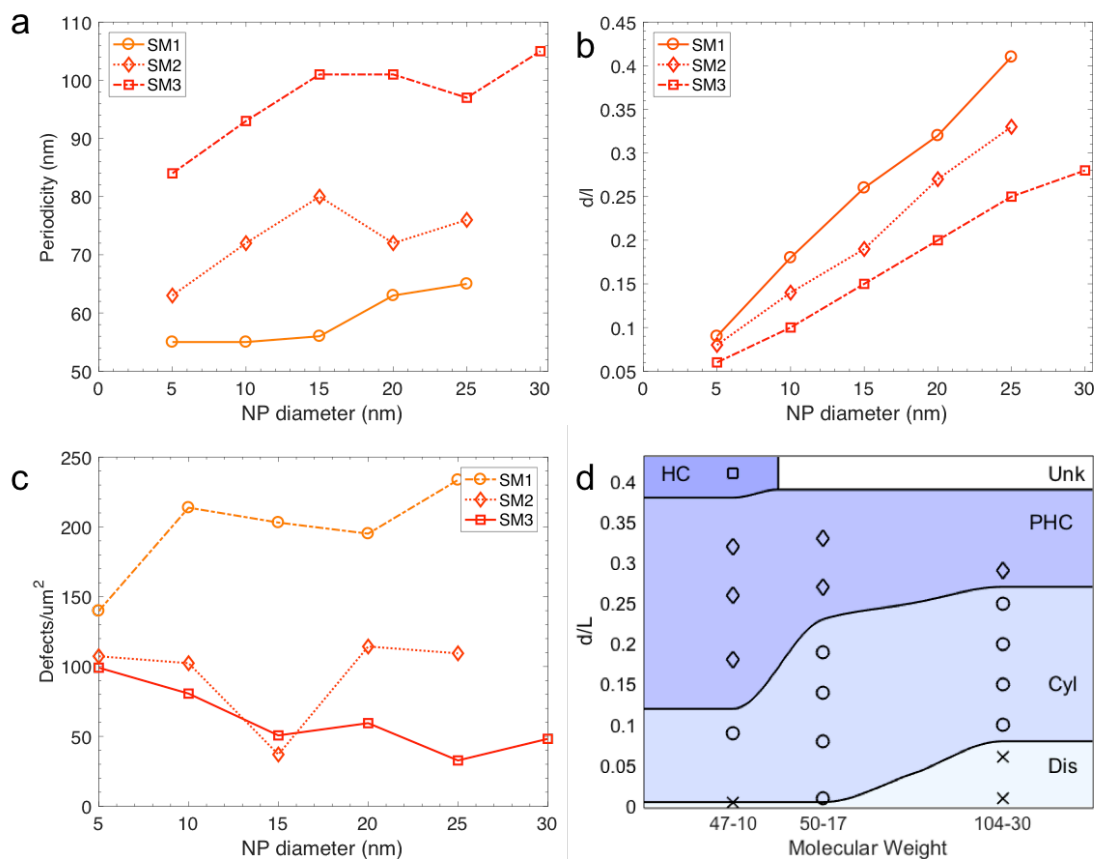 a
110
100
90
80
70
60
50
Periodicity (nm)
SM1
SM2
SM3
0 5 10 15 20 25 30
NP diameter (nm)
b
0.45
0.4
0.35
0.3
0.25
0.2
0.15
0.1
0.05
d/l
SM1
SM2
SM3
0 5 10 15 20 25 30
NP diameter (nm)
c
250
200
150
100
50
0
Defects/um2
SM1
SM2
SM3
5 10 15 20 25 30
NP diameter (nm)
d
0.4
0.35
0.3
0.25
0.2
0.15
0.1
0.05
0
d/L
HC
Unk
PHC
Cyl
Dis
47-10 50-17 104-30
Molecular Weight